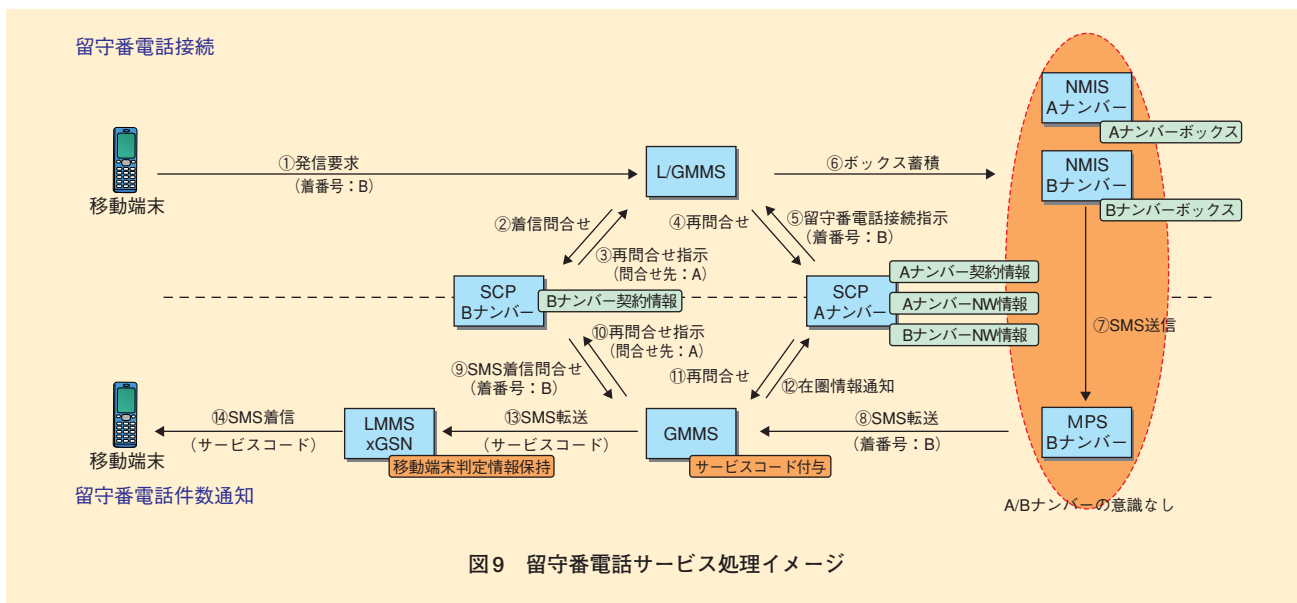 留守番電話接続
NMIS
Aナンバー
Aナンバーボックス
①発信要求
(着番号：B)
移動端末
L/GMMS
⑥ボックス蓄積
NMIS
Bナンバー
Bナンバーボックス
②着信問合せ
③再問合せ指示
(問合せ先：A)
④再問合せ
⑤留守番電話接続指示
(着番号：B)
SCP
Bナンバー
Bナンバー契約情報
SCP
Aナンバー
Aナンバー契約情報
AナンバーNW情報
BナンバーNW情報
⑦SMS送信
⑩再問合せ指示
(問合せ先：A)
⑨SMS着信問合せ
(着番号：B)
⑪再問合せ
⑫在圏情報通知
移動端末
⑭SMS着信
(サービスコード)
LMMS
xGSN
移動端末判定情報保持
⑬SMS転送
(サービスコード)
GMMS
サービスコード付与
⑧SMS転送
(着番号：B)
MPS
Bナンバー
留守番電話件数通知
A/Bナンバーの意識なし
図9　留守番電話サービス処理イメージ